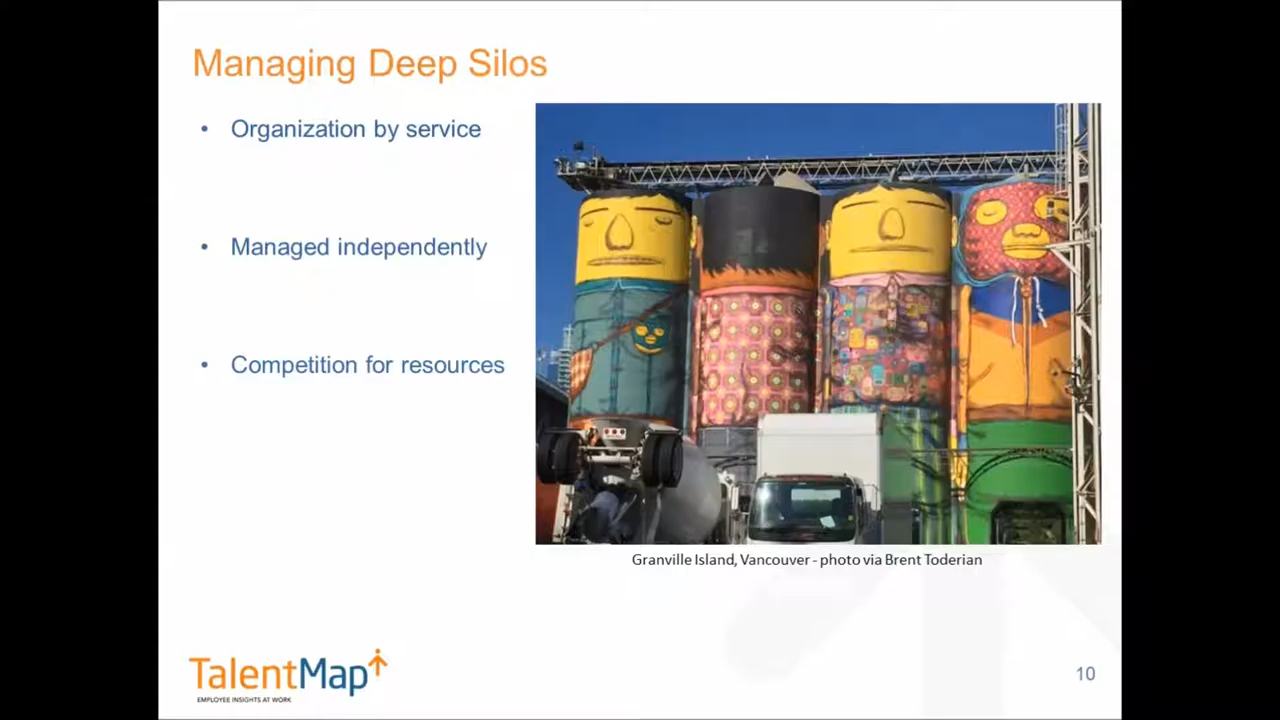 Managing Deep Silos
• Organization by service
• Managed independently
• Competition for resources
Granville Island, Vancouver - photo via Brent Toderian
TalentMap
EMPLOYEE INSIGHTS AT WORK
10